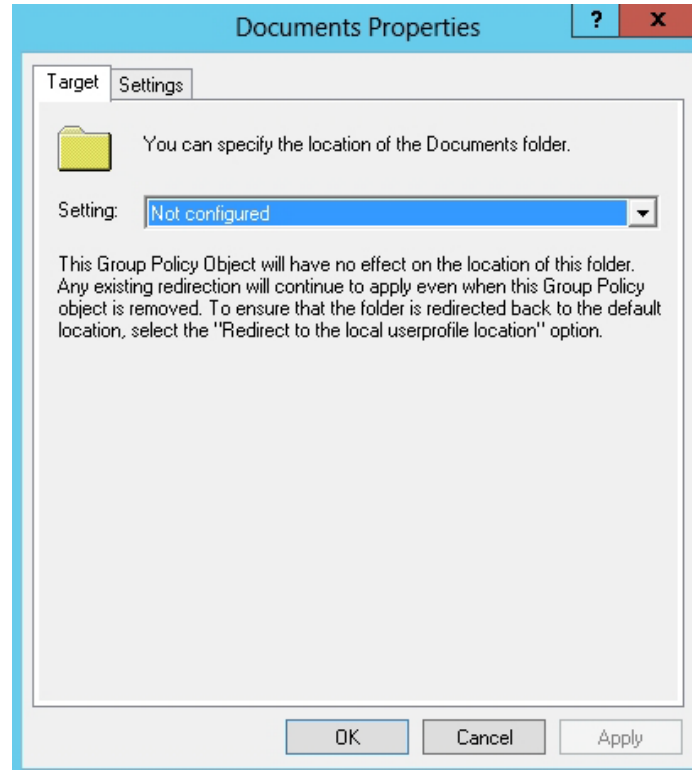 Documents Properties
?
x
Target
Settings
You can specify the location of the Documents folder.
Setting:
Not configured
This Group Policy Object will have no effect on the location of this folder.
Any existing redirection will continue to apply even when this Group Policy
object is removed. To ensure that the folder is redirected back to the default
location, select the "Redirect to the local userprofile location" option.
OK
Cancel
Apply